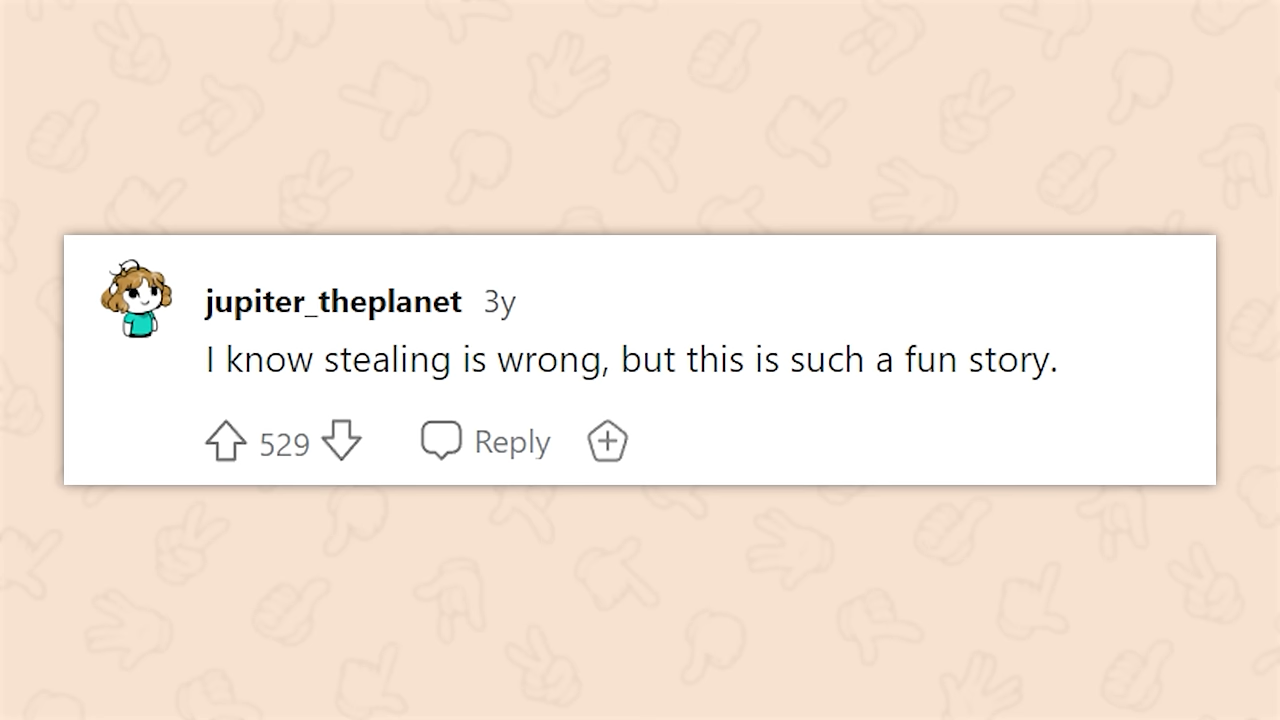 jupiter_theplanet 3y
I know stealing is wrong, but this is such a fun story.
529 Reply